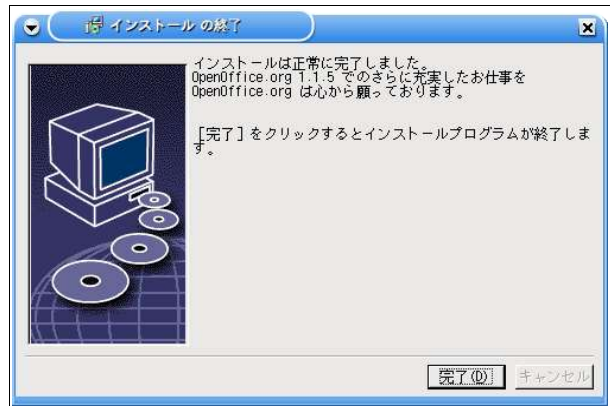 インストール の終了
インストールは正常に完了しました。
OpenOffice.org 1.1.5 でのさらに充実したお仕事を
OpenOffice.org は心から願っております。
[完了] をクリックするとインストールプログラムが終了しま
す。
完了(D) キャンセル